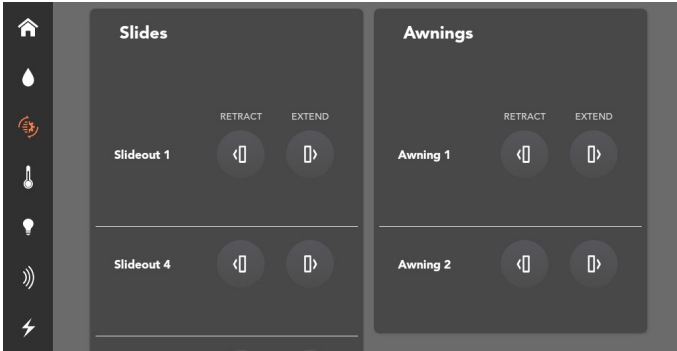 Slides
RETRACT EXTEND
Slideout 1
Slideout 4
Awnings
RETRACT EXTEND
Awning 1
Awning 2